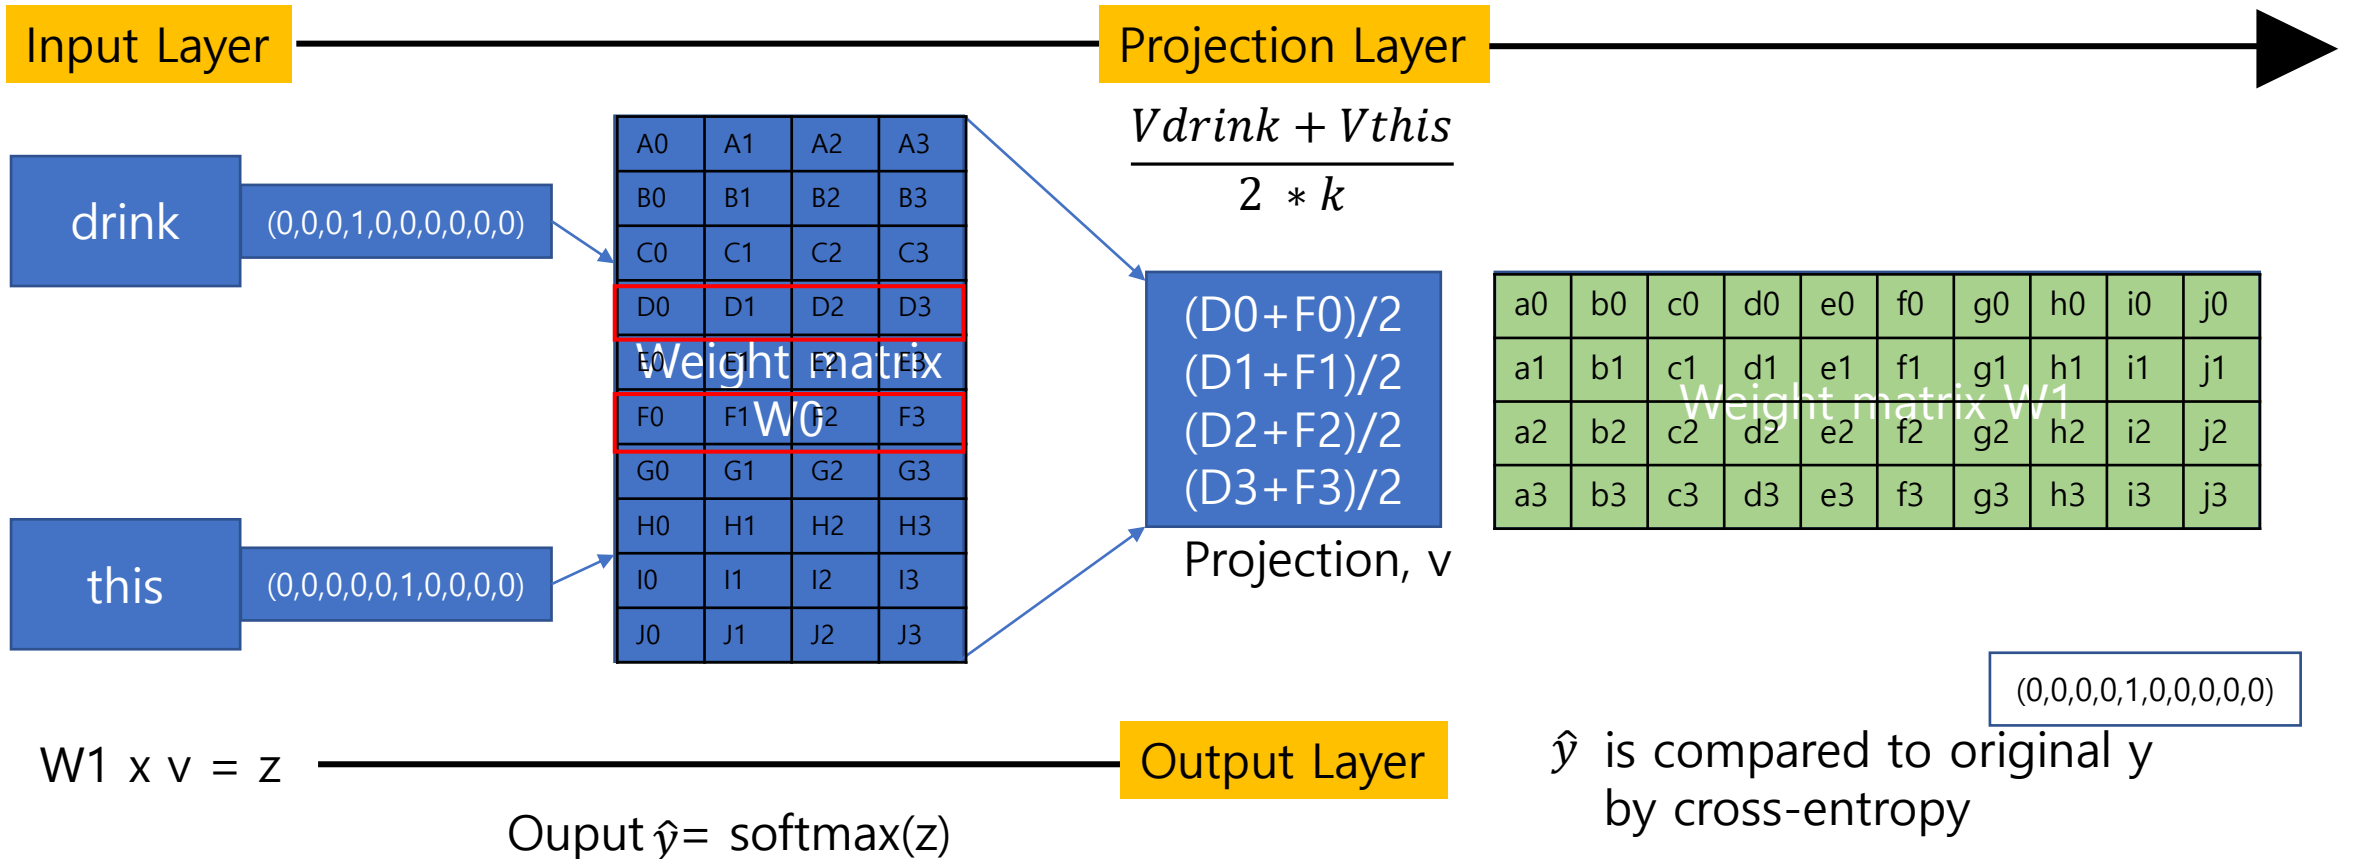 Input Layer
Projection Layer
Vdrink + Vthis
2 * k
drink
(0,0,0,1,0,0,0,0,0,0)
this
(0,0,0,0,0,1,0,0,0,0)
A0 A1 A2 A3
B0 B1 B2 B3
C0 C1 C2 C3
D0 D1 D2 D3
E0 E1 E2 E3
F0 F1 F2 F3
G0 G1 G2 G3
H0 H1 H2 H3
I0 I1 I2 I3
J0 J1 J2 J3
Weight matrix
W0
(D0+F0)/2
(D1+F1)/2
(D2+F2)/2
(D3+F3)/2
Projection, v
a0 b0 c0 d0 e0 f0 g0 h0 i0 j0
a1 b1 c1 d1 e1 f1 g1 h1 i1 j1
a2 b2 c2 d2 e2 f2 g2 h2 i2 j2
a3 b3 c3 d3 e3 f3 g3 h3 i3 j3
Weight matrix W1
(0,0,0,0,1,0,0,0,0,0)
W1 x v = z
Output Layer
Ouput ŷ= softmax(z)
ŷ is compared to original y
by cross-entropy